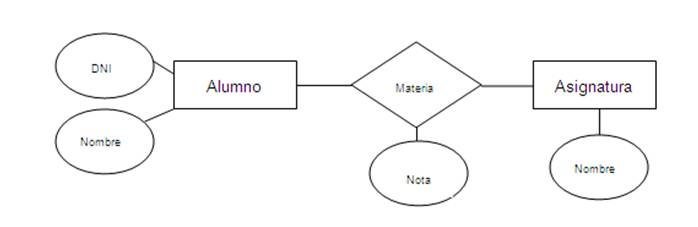 DNI
Alumno
Materia
Asignatura
Nombre
Nota
Nombre